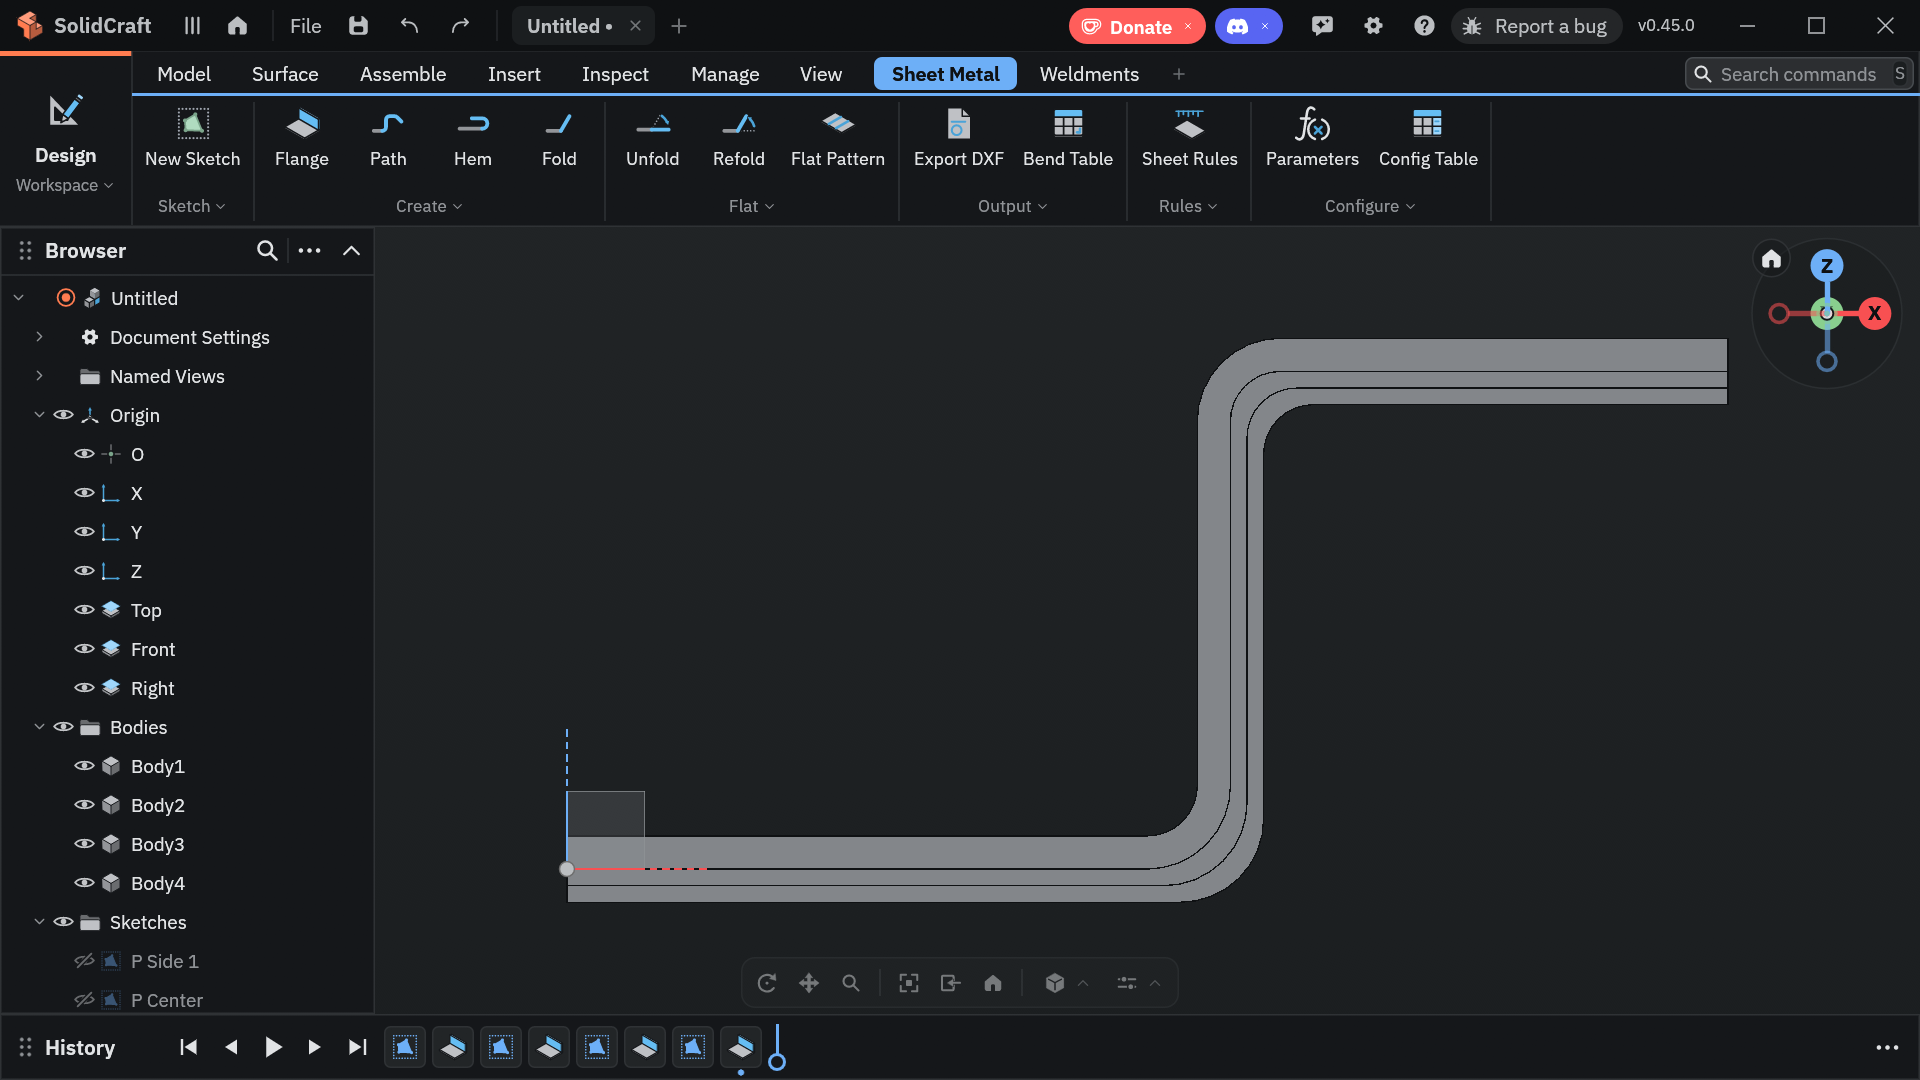 SolidCraft
File
Untitled •
Donate
Report a bug
v0.45.0
Design
Workspace
Model
Surface
Assemble
Insert
Inspect
Manage
View
Sheet Metal
Weldments
Search commands S
New Sketch
Flange
Path
Hem
Fold
Unfold
Refold
Flat Pattern
Export DXF
Bend Table
Sheet Rules
Parameters
Config Table
Sketch
Create
Flat
Output
Rules
Configure
Browser
Untitled
Document Settings
Named Views
Origin
O
X
Y
Z
Top
Front
Right
Bodies
Body1
Body2
Body3
Body4
Sketches
P Side 1
P Center
Z
X
History